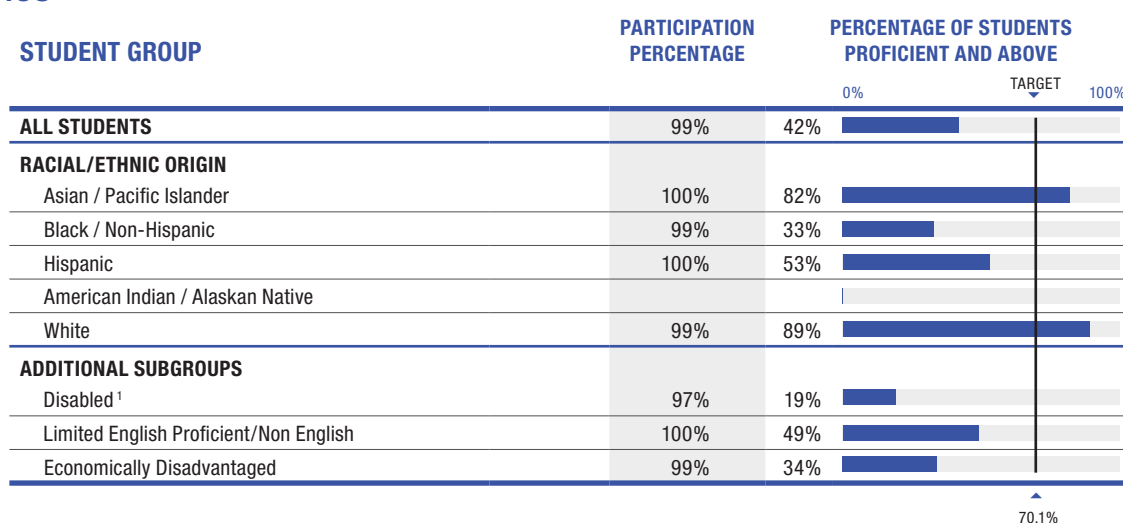 STUDENT GROUP
PARTICIPATION
PERCENTAGE
PERCENTAGE OF STUDENTS
PROFICIENT AND ABOVE
0% TARGET 100%
ALL STUDENTS 99% 42%
RACIAL/ETHNIC ORIGIN
Asian / Pacific Islander 100% 82%
Black / Non-Hispanic 99% 33%
Hispanic 100% 53%
American Indian / Alaskan Native
White 99% 89%
ADDITIONAL SUBGROUPS
Disabled 1 97% 19%
Limited English Proficient/Non English 100% 49%
Economically Disadvantaged 99% 34%
70.1%